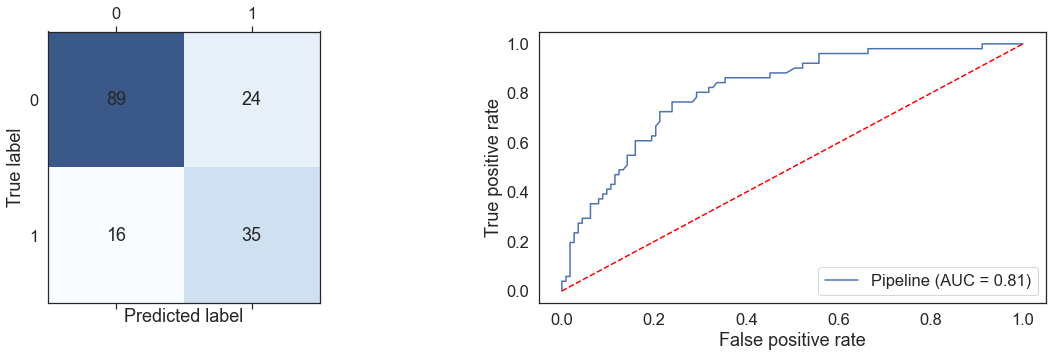 0 1
0
89 24
1
16 35
True label
Predicted label
1.0
0.8
0.6
0.4
0.2
0.0
True positive rate
0.0 0.2 0.4 0.6 0.8 1.0
False positive rate
Pipeline (AUC = 0.81)